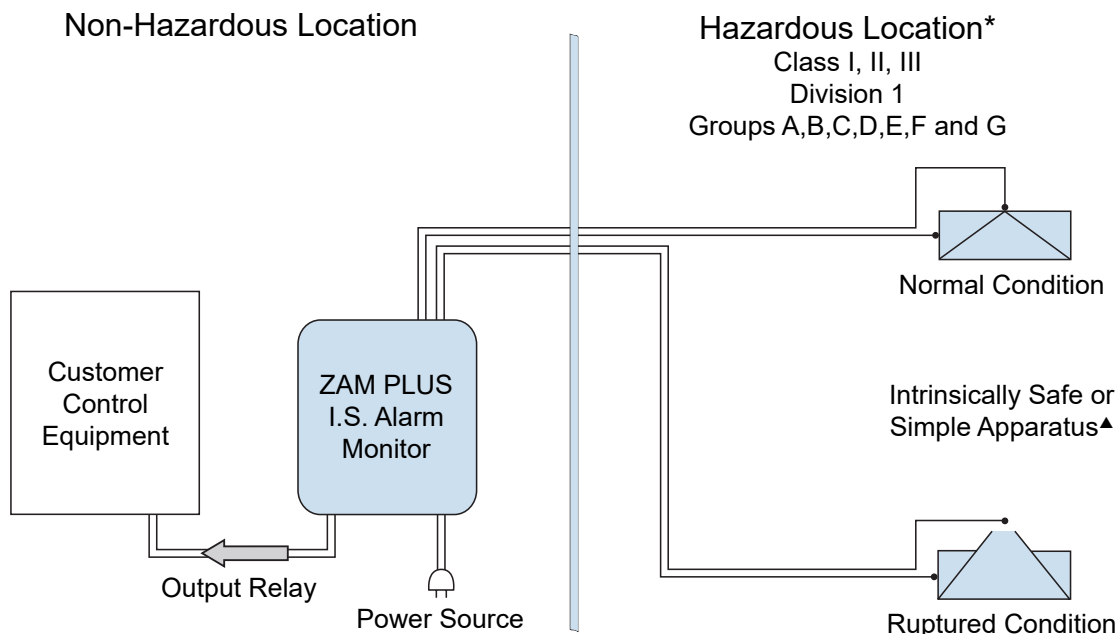 Non-Hazardous Location
Hazardous Location*
Class I, II, III
Division 1
Groups A,B,C,D,E,F and G
Normal Condition
Customer
Control
Equipment
ZAM PLUS
I.S. Alarm
Monitor
Intrinsically Safe or
Simple Apparatus▲
Output Relay
Power Source
Ruptured Condition